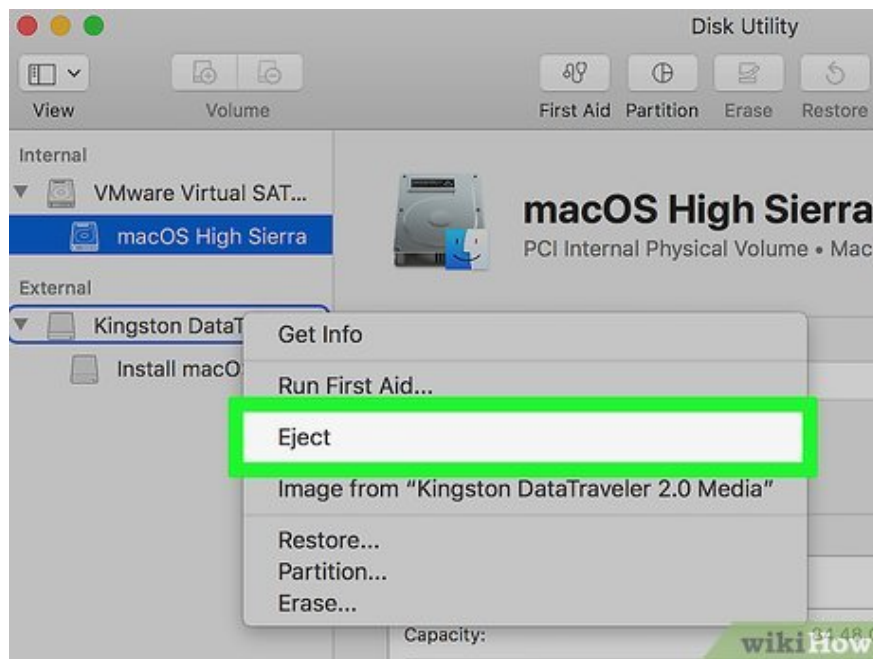 Disk Utility
View
Volume
First Aid
Partition
Erase
Restore
Internal
VMware Virtual SAT...
macOS High Sierra
macOS High Sierra
PCI Internal Physical Volume • Mac
External
Kingston DataT
Install macO
Get Info
Run First Aid...
Eject
Image from “Kingston DataTraveler 2.0 Media”
Restore...
Partition...
Erase...
Capacity:
wikiHow